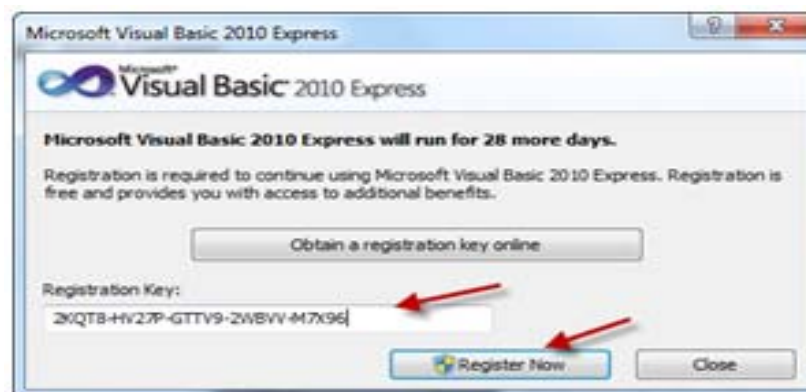 Microsoft Visual Basic 2010 Express
Microsoft®
Visual Basic® 2010 Express
Microsoft Visual Basic 2010 Express will run for 28 more days.
Registration is required to continue using Microsoft Visual Basic 2010 Express. Registration is
free and provides you with access to additional benefits.
Obtain a registration key online
Registration Key:
2KQT8-HV27P-GTTV9-2WBVV-M7X96
Register Now
Close